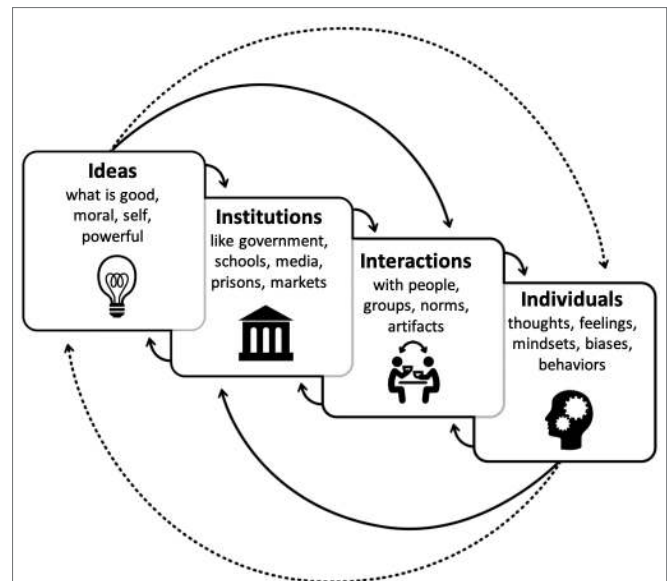 Ideas
what is good,
moral, self,
powerful
Institutions
like government,
schools, media,
prisons, markets
Interactions
with people,
groups, norms,
artifacts
Individuals
thoughts, feelings,
mindsets, biases,
behaviors